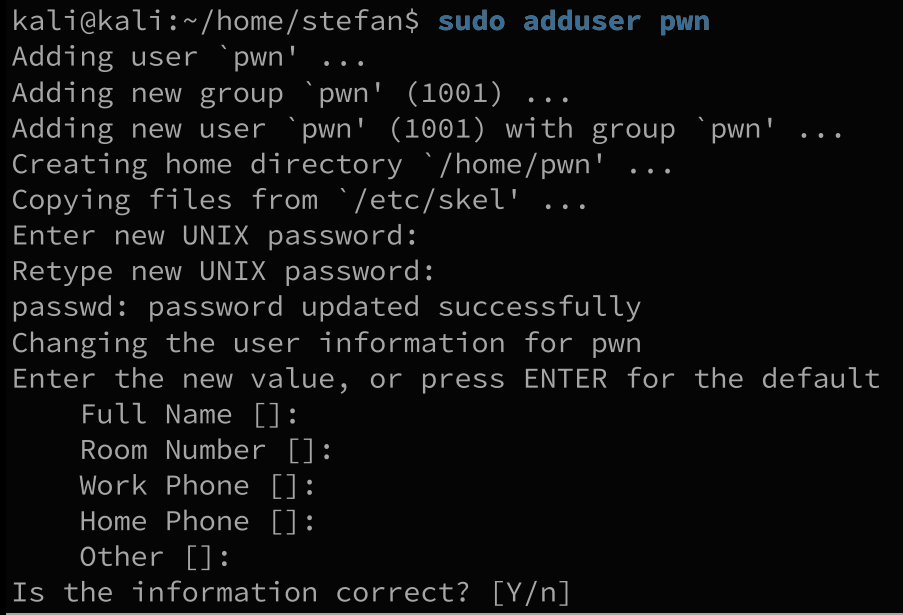 kali@kali:~/home/stefan$ sudo adduser pwn
Adding user `pwn' ...
Adding new group `pwn' (1001) ...
Adding new user `pwn' (1001) with group `pwn' ...
Creating home directory `/home/pwn' ...
Copying files from `/etc/skel' ...
Enter new UNIX password:
Retype new UNIX password:
passwd: password updated successfully
Changing the user information for pwn
Enter the new value, or press ENTER for the default
    Full Name []:
    Room Number []:
    Work Phone []:
    Home Phone []:
    Other []:
Is the information correct? [Y/n]